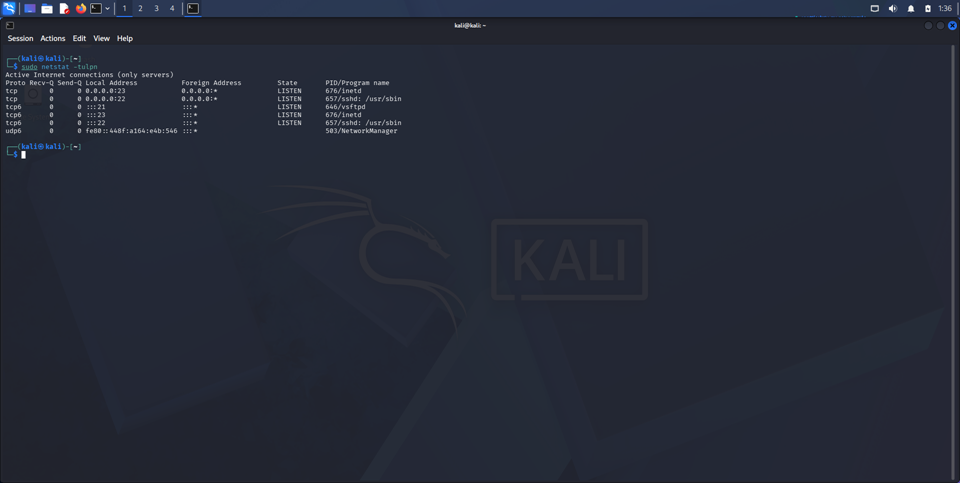 1 2 3 4 1:36
kali@kali: ~
Session Actions Edit View Help
┌──(kali㉿kali)-[~]
└─$ sudo netstat -tulpn
Active Internet connections (only servers)
Proto Recv-Q Send-Q Local Address Foreign Address State PID/Program name
tcp 0 0 0.0.0.0:23 0.0.0.0:* LISTEN 676/inetd
tcp 0 0 0.0.0.0:22 0.0.0.0:* LISTEN 657/sshd: /usr/sbin
tcp6 0 0 :::21 :::* LISTEN 646/vsftpd
tcp6 0 0 :::23 :::* LISTEN 676/inetd
tcp6 0 0 :::22 :::* LISTEN 657/sshd: /usr/sbin
udp6 0 0 fe80::448f:a164:e4b:546 :::* 503/NetworkManager
┌──(kali㉿kali)-[~]
└─$
KALI